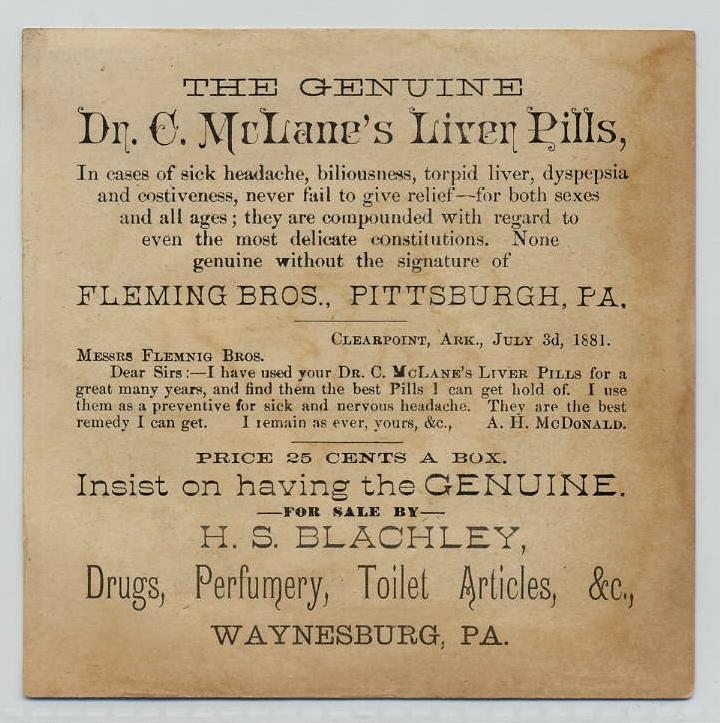 THE GENUINE
Dr. C. McLane's Liver Pills,
In cases of sick headache, biliousness, torpid liver, dyspepsia
and costiveness, never fail to give relief—for both sexes
and all ages; they are compounded with regard to
even the most delicate constitutions. None
genuine without the signature of
FLEMING BROS., PITTSBURGH, PA.
CLEARPOINT, ARK., JULY 3d, 1881.
MESSRS FLEMNIG BROS.
Dear Sirs:—I have used your DR. C. MCLANE'S LIVER PILLS for a
great many years, and find them the best Pills I can get hold of. I use
them as a preventive for sick and nervous headache. They are the best
remedy I can get. I remain as ever, yours, &c., A. H. MCDONALD.
PRICE 25 CENTS A BOX.
Insist on having the GENUINE.
—FOR SALE BY—
H. S. BLACHLEY,
Drugs, Perfumery, Toilet Articles, &c.,
WAYNESBURG, PA.